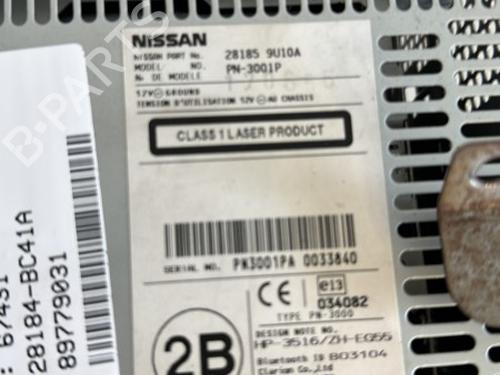 NISSAN
NISSAN PART No. 28185 9U10A
MODEL NO. PN-3001P
No DE MODELE
12V GROUND
TENSION D'UTILISATION 12V AU CHASSIS
CLASS 1 LASER PRODUCT
SERIAL NO. PN3001PA 0033840
CE e13
034082
TYPE PN-3000
2B
DESIGN NOTE NO.
HP-3516/ZH-EG55
Bluetooth ID B03104
Clarion Co., Ltd
B-PARTS
67431
28184-BC41A
89779031